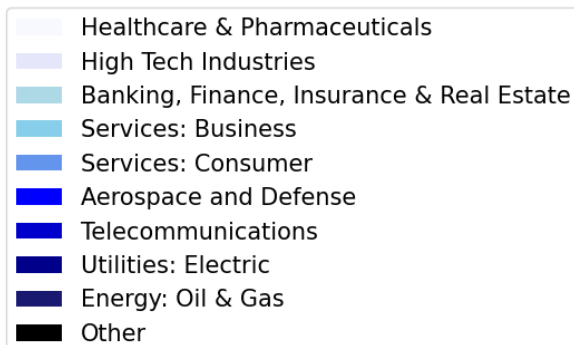 Healthcare & Pharmaceuticals
High Tech Industries
Banking, Finance, Insurance & Real Estate
Services: Business
Services: Consumer
Aerospace and Defense
Telecommunications
Utilities: Electric
Energy: Oil & Gas
Other